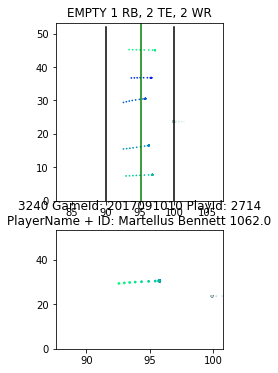 EMPTY 1 RB, 2 TE, 2 WR
50
40
30
20
10
0
85 90 95 100 105
3240 GameId: 2017091010 PlayId: 2714
PlayerName + ID: Martellus Bennett 1062.0
40
20
0
90 95 100